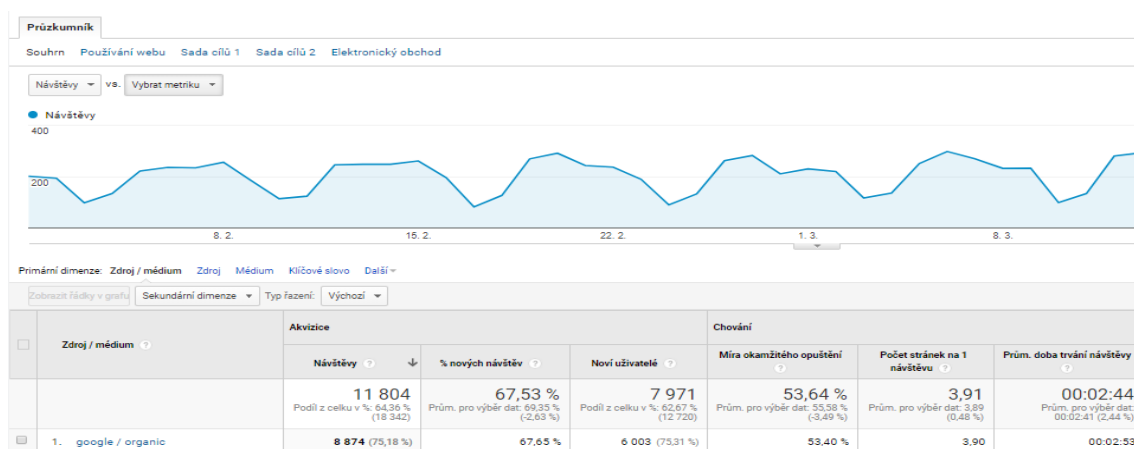 Průzkumník
Souhrn Používání webu Sada cílů 1 Sada cílů 2 Elektronický obchod
Návštěvy vs. Vybrat metriku
Návštěvy
400
200
8. 2. 15. 2. 22. 2. 1. 3. 8. 3.
Primární dimenze: Zdroj / médium Zdroj Médium Klíčové slovo Další
Zobrazit řádky v grafu Sekundární dimenze Typ řazení: Výchozí
Akvizice Chování
Zdroj / médium ?
Návštěvy ? % nových návštěv ? Noví uživatelé ? Míra okamžitého opuštění ? Počet stránek na 1 návštěvu ? Prům. doba trvání návštěvy ?
11 804 67,53 % 7 971 53,64 % 3,91 00:02:44
Podíl z celku v %: 64,36 % Prům. pro výběr dat: 69,35 % Podíl z celku v %: 62,67 % Prům. pro výběr dat: 55,58 % Prům. pro výběr dat: 3,89 Prům. pro výběr dat:
(18 342) (-2,63 %) (12 720) (-3,49 %) (0,48 %) 00:02:41 (2,44 %)
1. google / organic 8 874 (75,18 %) 67,65 % 6 003 (75,31 %) 53,40 % 3,90 00:02:53